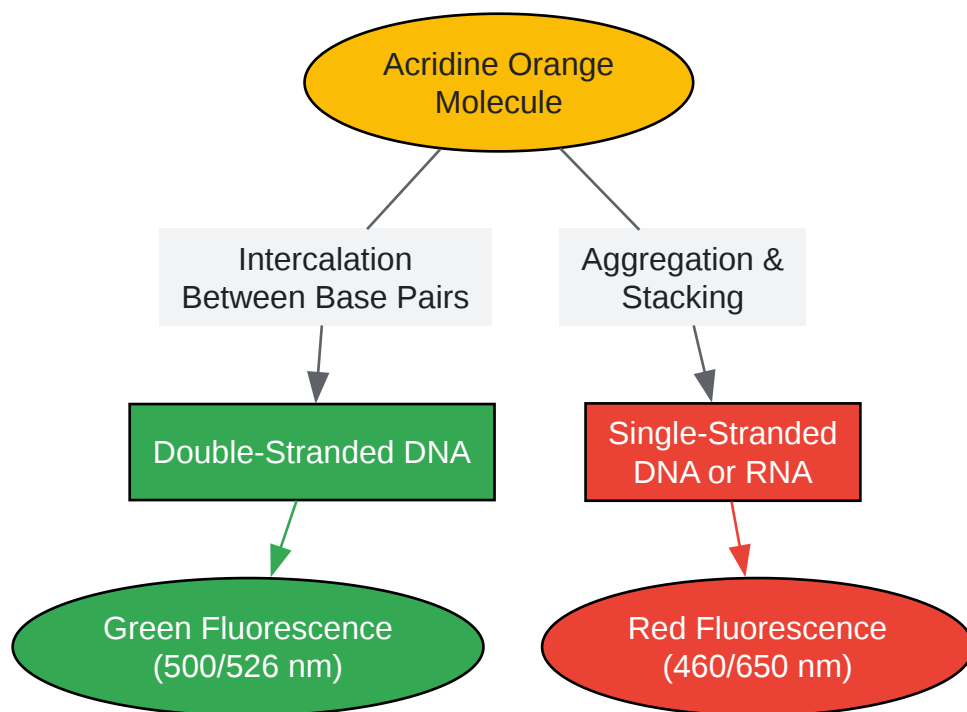 Acridine Orange
Molecule
Intercalation
Between Base Pairs
Aggregation &
Stacking
Double-Stranded DNA
Single-Stranded
DNA or RNA
Green Fluorescence
(500/526 nm)
Red Fluorescence
(460/650 nm)